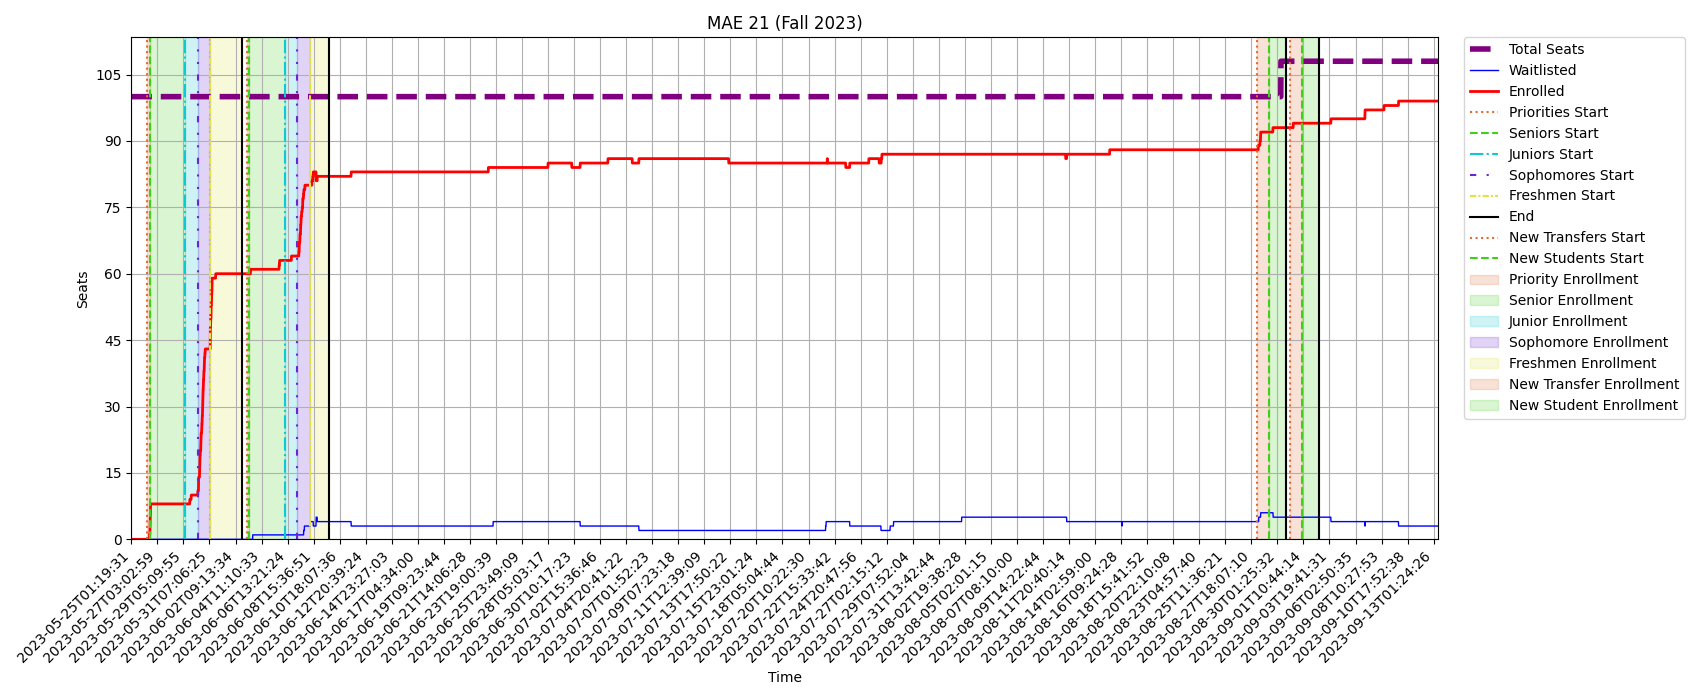 MAE 21 (Fall 2023)
105
90
75
60
45
30
15
0
Seats
2023-05-25T01:19:31
2023-05-27T03:02:59
2023-05-29T05:09:55
2023-05-31T07:06:25
2023-06-02T09:13:34
2023-06-04T11:10:33
2023-06-06T13:21:24
2023-06-08T15:36:51
2023-06-10T18:07:36
2023-06-12T20:39:24
2023-06-14T23:27:03
2023-06-17T04:34:00
2023-06-19T09:23:44
2023-06-21T14:06:28
2023-06-23T19:00:39
2023-06-25T23:49:09
2023-06-28T05:03:17
2023-06-30T10:17:23
2023-07-02T15:36:46
2023-07-04T20:41:22
2023-07-07T01:52:23
2023-07-09T07:23:18
2023-07-11T12:39:09
2023-07-13T17:50:22
2023-07-15T23:01:24
2023-07-18T05:04:44
2023-07-20T10:22:30
2023-07-22T15:33:42
2023-07-24T20:47:56
2023-07-27T02:15:12
2023-07-29T07:52:04
2023-07-31T13:42:44
2023-08-02T19:38:28
2023-08-05T02:01:15
2023-08-07T08:10:00
2023-08-09T14:22:44
2023-08-11T20:40:14
2023-08-14T02:59:00
2023-08-16T09:24:28
2023-08-18T15:41:52
2023-08-20T22:10:08
2023-08-23T04:57:40
2023-08-25T11:36:21
2023-08-27T18:07:10
2023-08-30T01:25:32
2023-09-01T10:44:14
2023-09-03T19:41:31
2023-09-06T02:50:35
2023-09-08T10:27:53
2023-09-10T17:52:38
2023-09-13T01:24:26
Time
Total Seats
Waitlisted
Enrolled
Priorities Start
Seniors Start
Juniors Start
Sophomores Start
Freshmen Start
End
New Transfers Start
New Students Start
Priority Enrollment
Senior Enrollment
Junior Enrollment
Sophomore Enrollment
Freshmen Enrollment
New Transfer Enrollment
New Student Enrollment